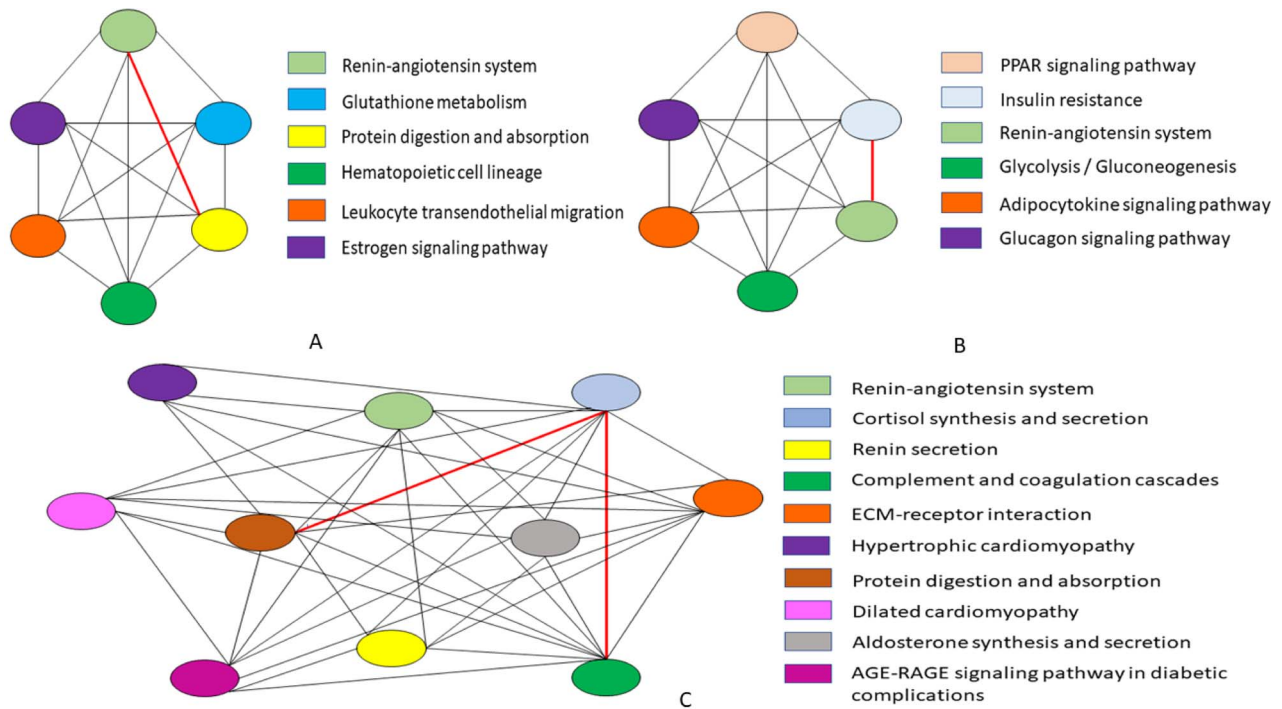 Renin-angiotensin system
Glutathione metabolism
Protein digestion and absorption
Hematopoietic cell lineage
Leukocyte transendothelial migration
Estrogen signaling pathway
A
PPAR signaling pathway
Insulin resistance
Renin-angiotensin system
Glycolysis / Gluconeogenesis
Adipocytokine signaling pathway
Glucagon signaling pathway
B
Renin-angiotensin system
Cortisol synthesis and secretion
Renin secretion
Complement and coagulation cascades
ECM-receptor interaction
Hypertrophic cardiomyopathy
Protein digestion and absorption
Dilated cardiomyopathy
Aldosterone synthesis and secretion
AGE-RAGE signaling pathway in diabetic
complications
C